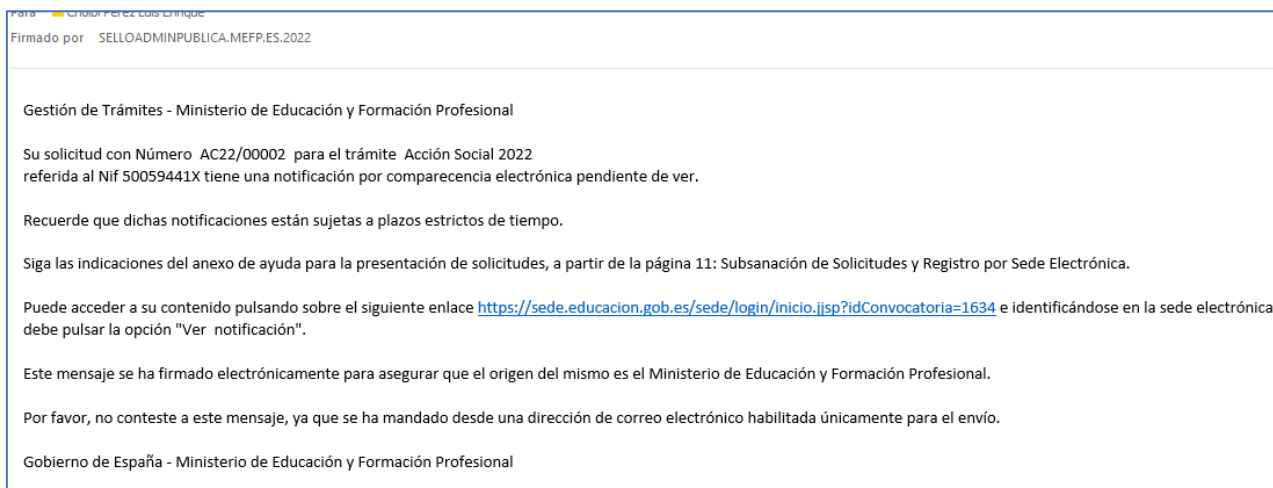 Para Choibi Perez Luis Enrique
Firmado por SELLOADMINPUBLICA.MEFP.ES.2022
Gestión de Trámites - Ministerio de Educación y Formación Profesional
Su solicitud con Número AC22/00002 para el trámite Acción Social 2022
referida al Nif 50059441X tiene una notificación por comparecencia electrónica pendiente de ver.
Recuerde que dichas notificaciones están sujetas a plazos estrictos de tiempo.
Siga las indicaciones del anexo de ayuda para la presentación de solicitudes, a partir de la página 11: Subsanación de Solicitudes y Registro por Sede Electrónica.
Puede acceder a su contenido pulsando sobre el siguiente enlace https://sede.educacion.gob.es/sede/login/inicio.jjsp?idConvocatoria=1634 e identificándose en la sede electrónica
debe pulsar la opción "Ver notificación".
Este mensaje se ha firmado electrónicamente para asegurar que el origen del mismo es el Ministerio de Educación y Formación Profesional.
Por favor, no conteste a este mensaje, ya que se ha mandado desde una dirección de correo electrónico habilitada únicamente para el envío.
Gobierno de España - Ministerio de Educación y Formación Profesional